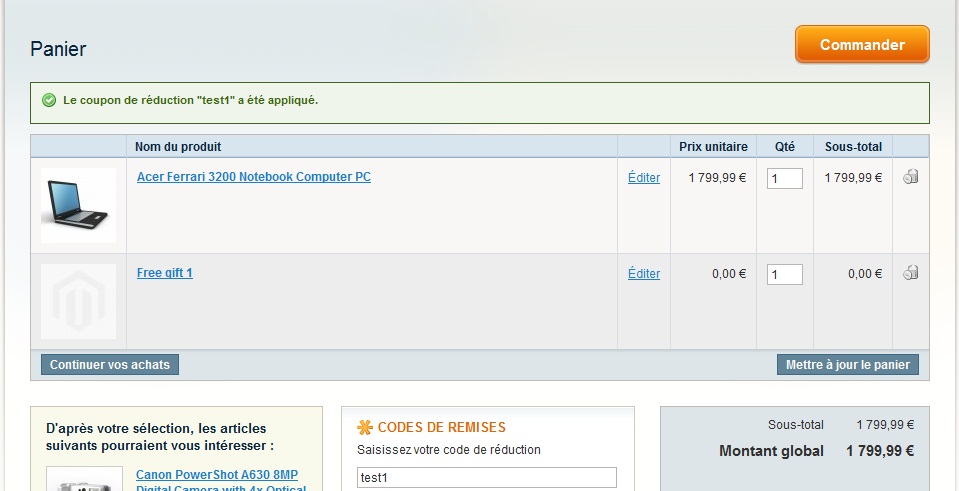 Panier
Commander
Le coupon de réduction "test1" a été appliqué.
Nom du produit Prix unitaire Qté Sous-total
Acer Ferrari 3200 Notebook Computer PC Éditer 1 799,99 € 1 1 799,99 €
Free gift 1 Éditer 0,00 € 1 0,00 €
Continuer vos achats Mettre à jour le panier
D'après votre sélection, les articles
suivants pourraient vous intéresser :
Canon PowerShot A630 8MP
Digital Camera with 4x Optical
CODES DE REMISES
Saisissez votre code de réduction
test1
Sous-total 1 799,99 €
Montant global 1 799,99 €